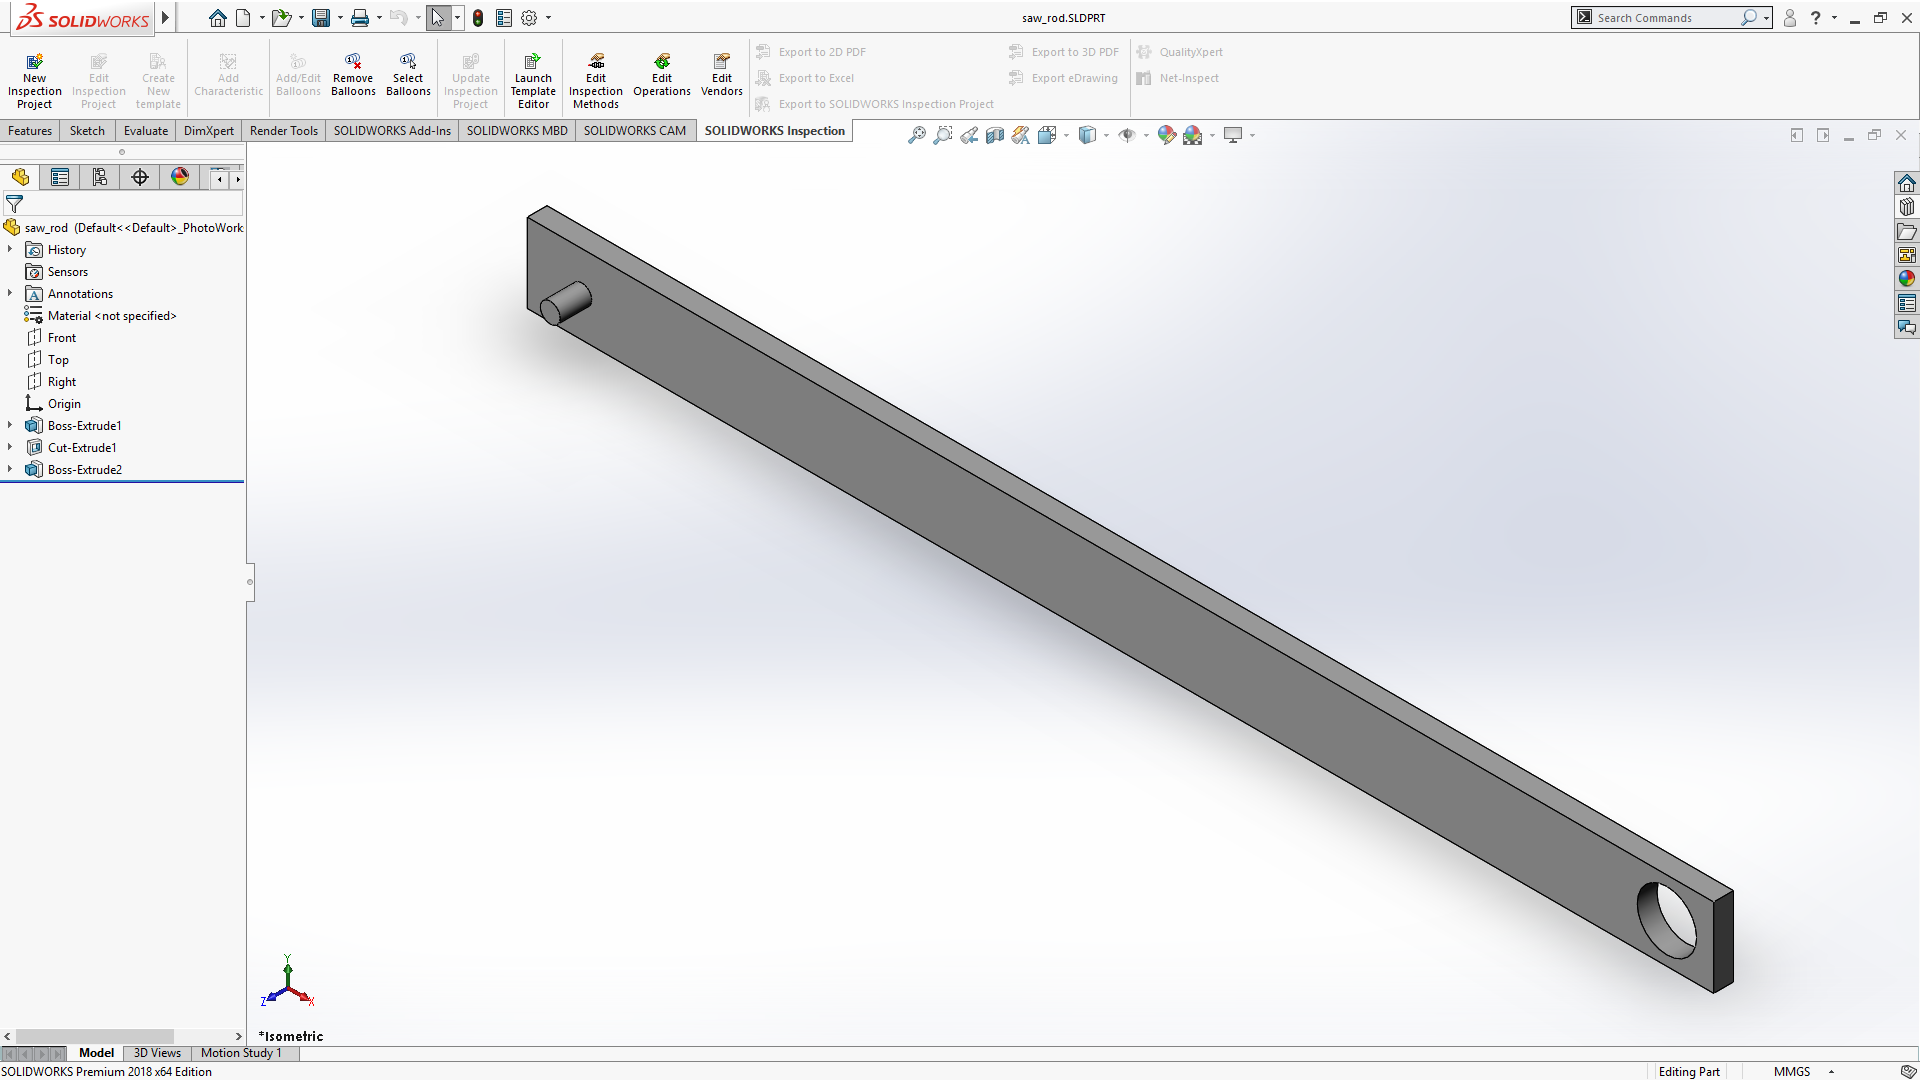 SOLIDWORKS
saw_rod.SLDPRT
Search Commands
?
New Inspection Project
Edit Inspection Project
Create New template
Add Characteristic
Add/Edit Balloons
Remove Balloons
Select Balloons
Update Inspection Project
Launch Template Editor
Edit Inspection Methods
Edit Operations
Edit Vendors
Export to 2D PDF
Export to Excel
Export to SOLIDWORKS Inspection Project
Export to 3D PDF
Export eDrawing
QualityXpert
Net-Inspect
Features
Sketch
Evaluate
DimXpert
Render Tools
SOLIDWORKS Add-Ins
SOLIDWORKS MBD
SOLIDWORKS CAM
SOLIDWORKS Inspection
saw_rod (Default<<Default>_PhotoWork
History
Sensors
Annotations
Material <not specified>
Front
Top
Right
Origin
Boss-Extrude1
Cut-Extrude1
Boss-Extrude2
Y
Z
X
*Isometric
Model
3D Views
Motion Study 1
SOLIDWORKS Premium 2018 x64 Edition
Editing Part
MMGS